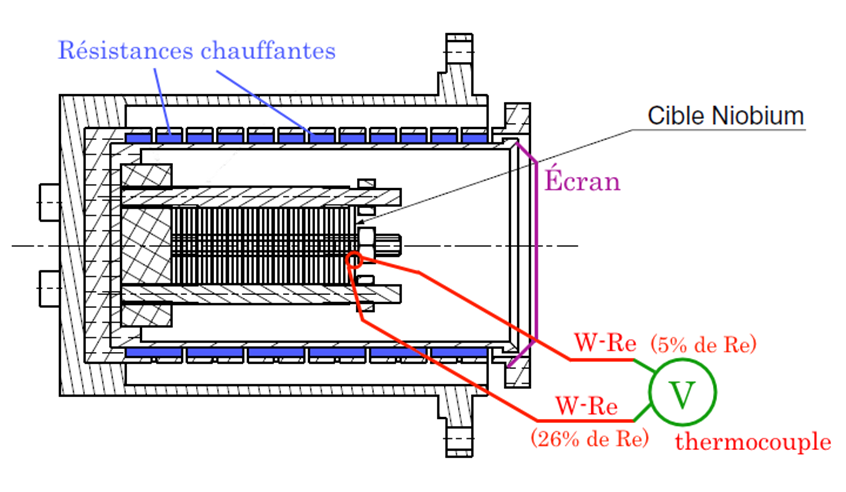 Résistances chauffantes
Cible Niobium
Écran
W-Re (5% de Re)
V
W-Re
(26% de Re)
thermocouple